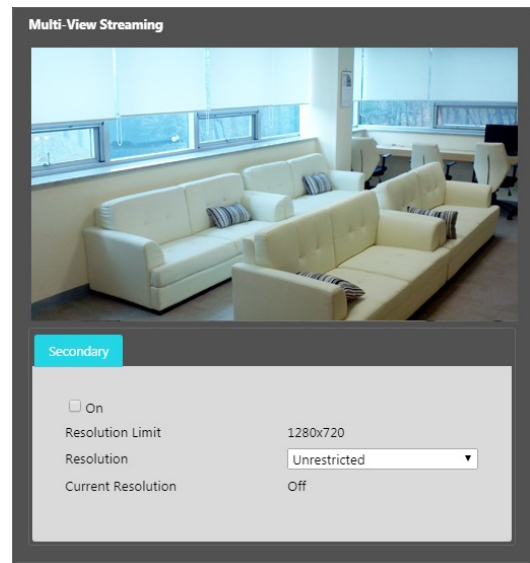 Multi-View Streaming
Secondary
On
Resolution Limit 1280x720
Resolution Unrestricted
Current Resolution Off